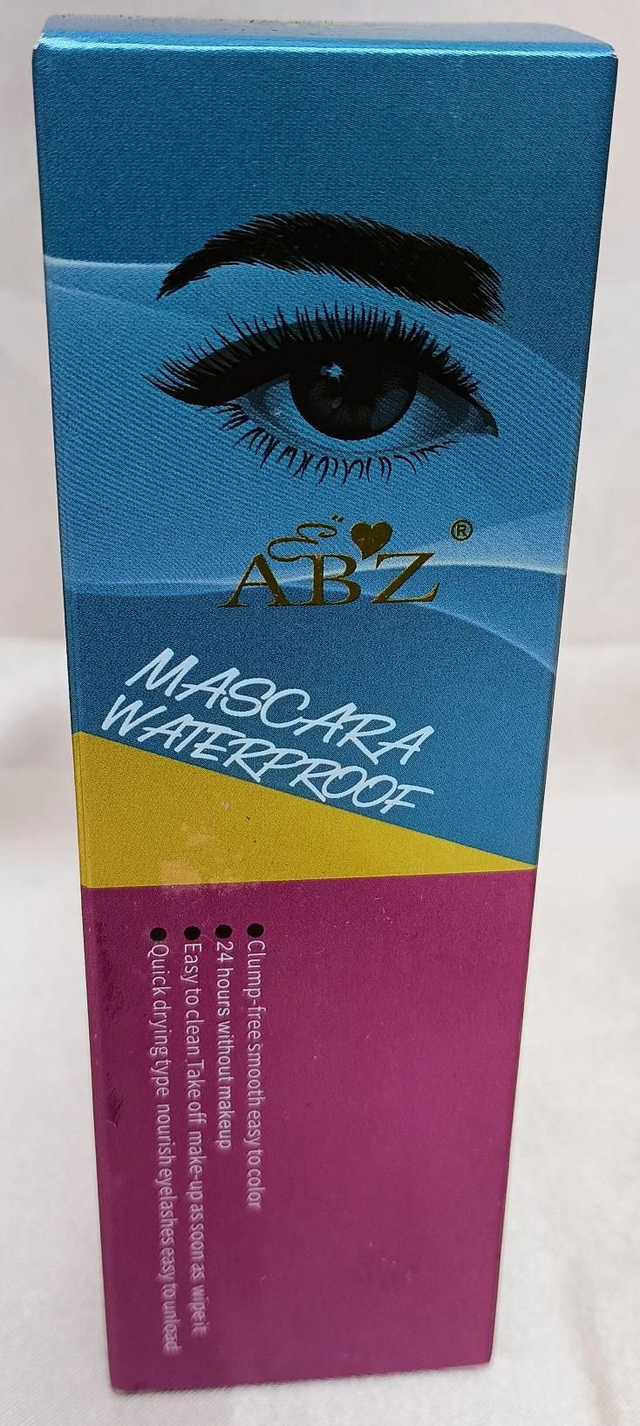 ABZ®
MASCARA
WATERPROOF
●Clump-free smooth easy to color
●24 hours without makeup
●Easy to clean.Take off make-up as soon as wipe it
●Quick drying type nourish eyelashes easy to unload